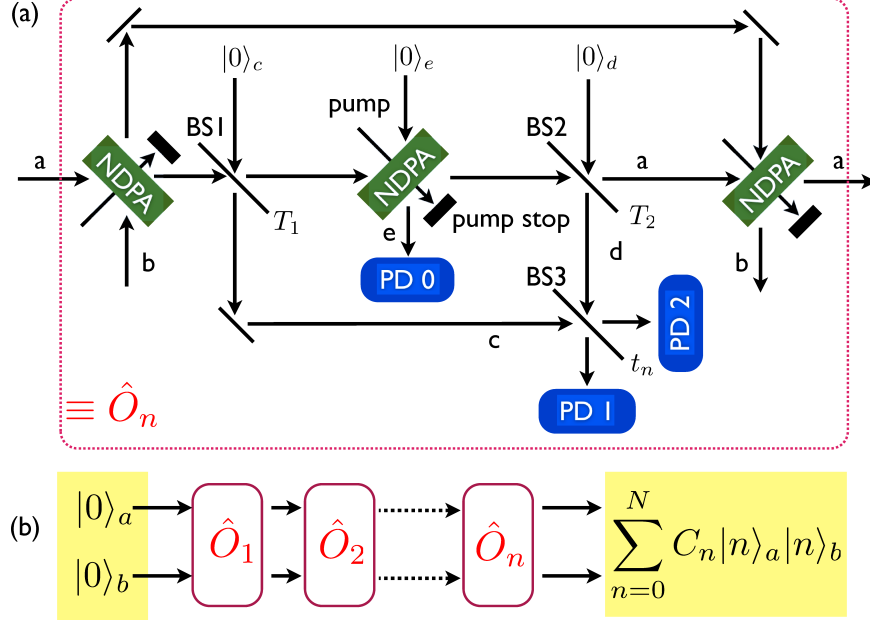 (a)
|0⟩_c
|0⟩_e
|0⟩_d
pump
BS1
BS2
a
NDPA
NDPA
a
NDPA
a
T_1
T_2
pump stop
b
e
d
b
PD 0
BS3
PD 2
c
t_n
PD 1
≡ Ô_n
(b)
|0⟩_a
|0⟩_b
Ô_1
Ô_2
Ô_n
∑_{n=0}^{N} C_n|n⟩_a|n⟩_b